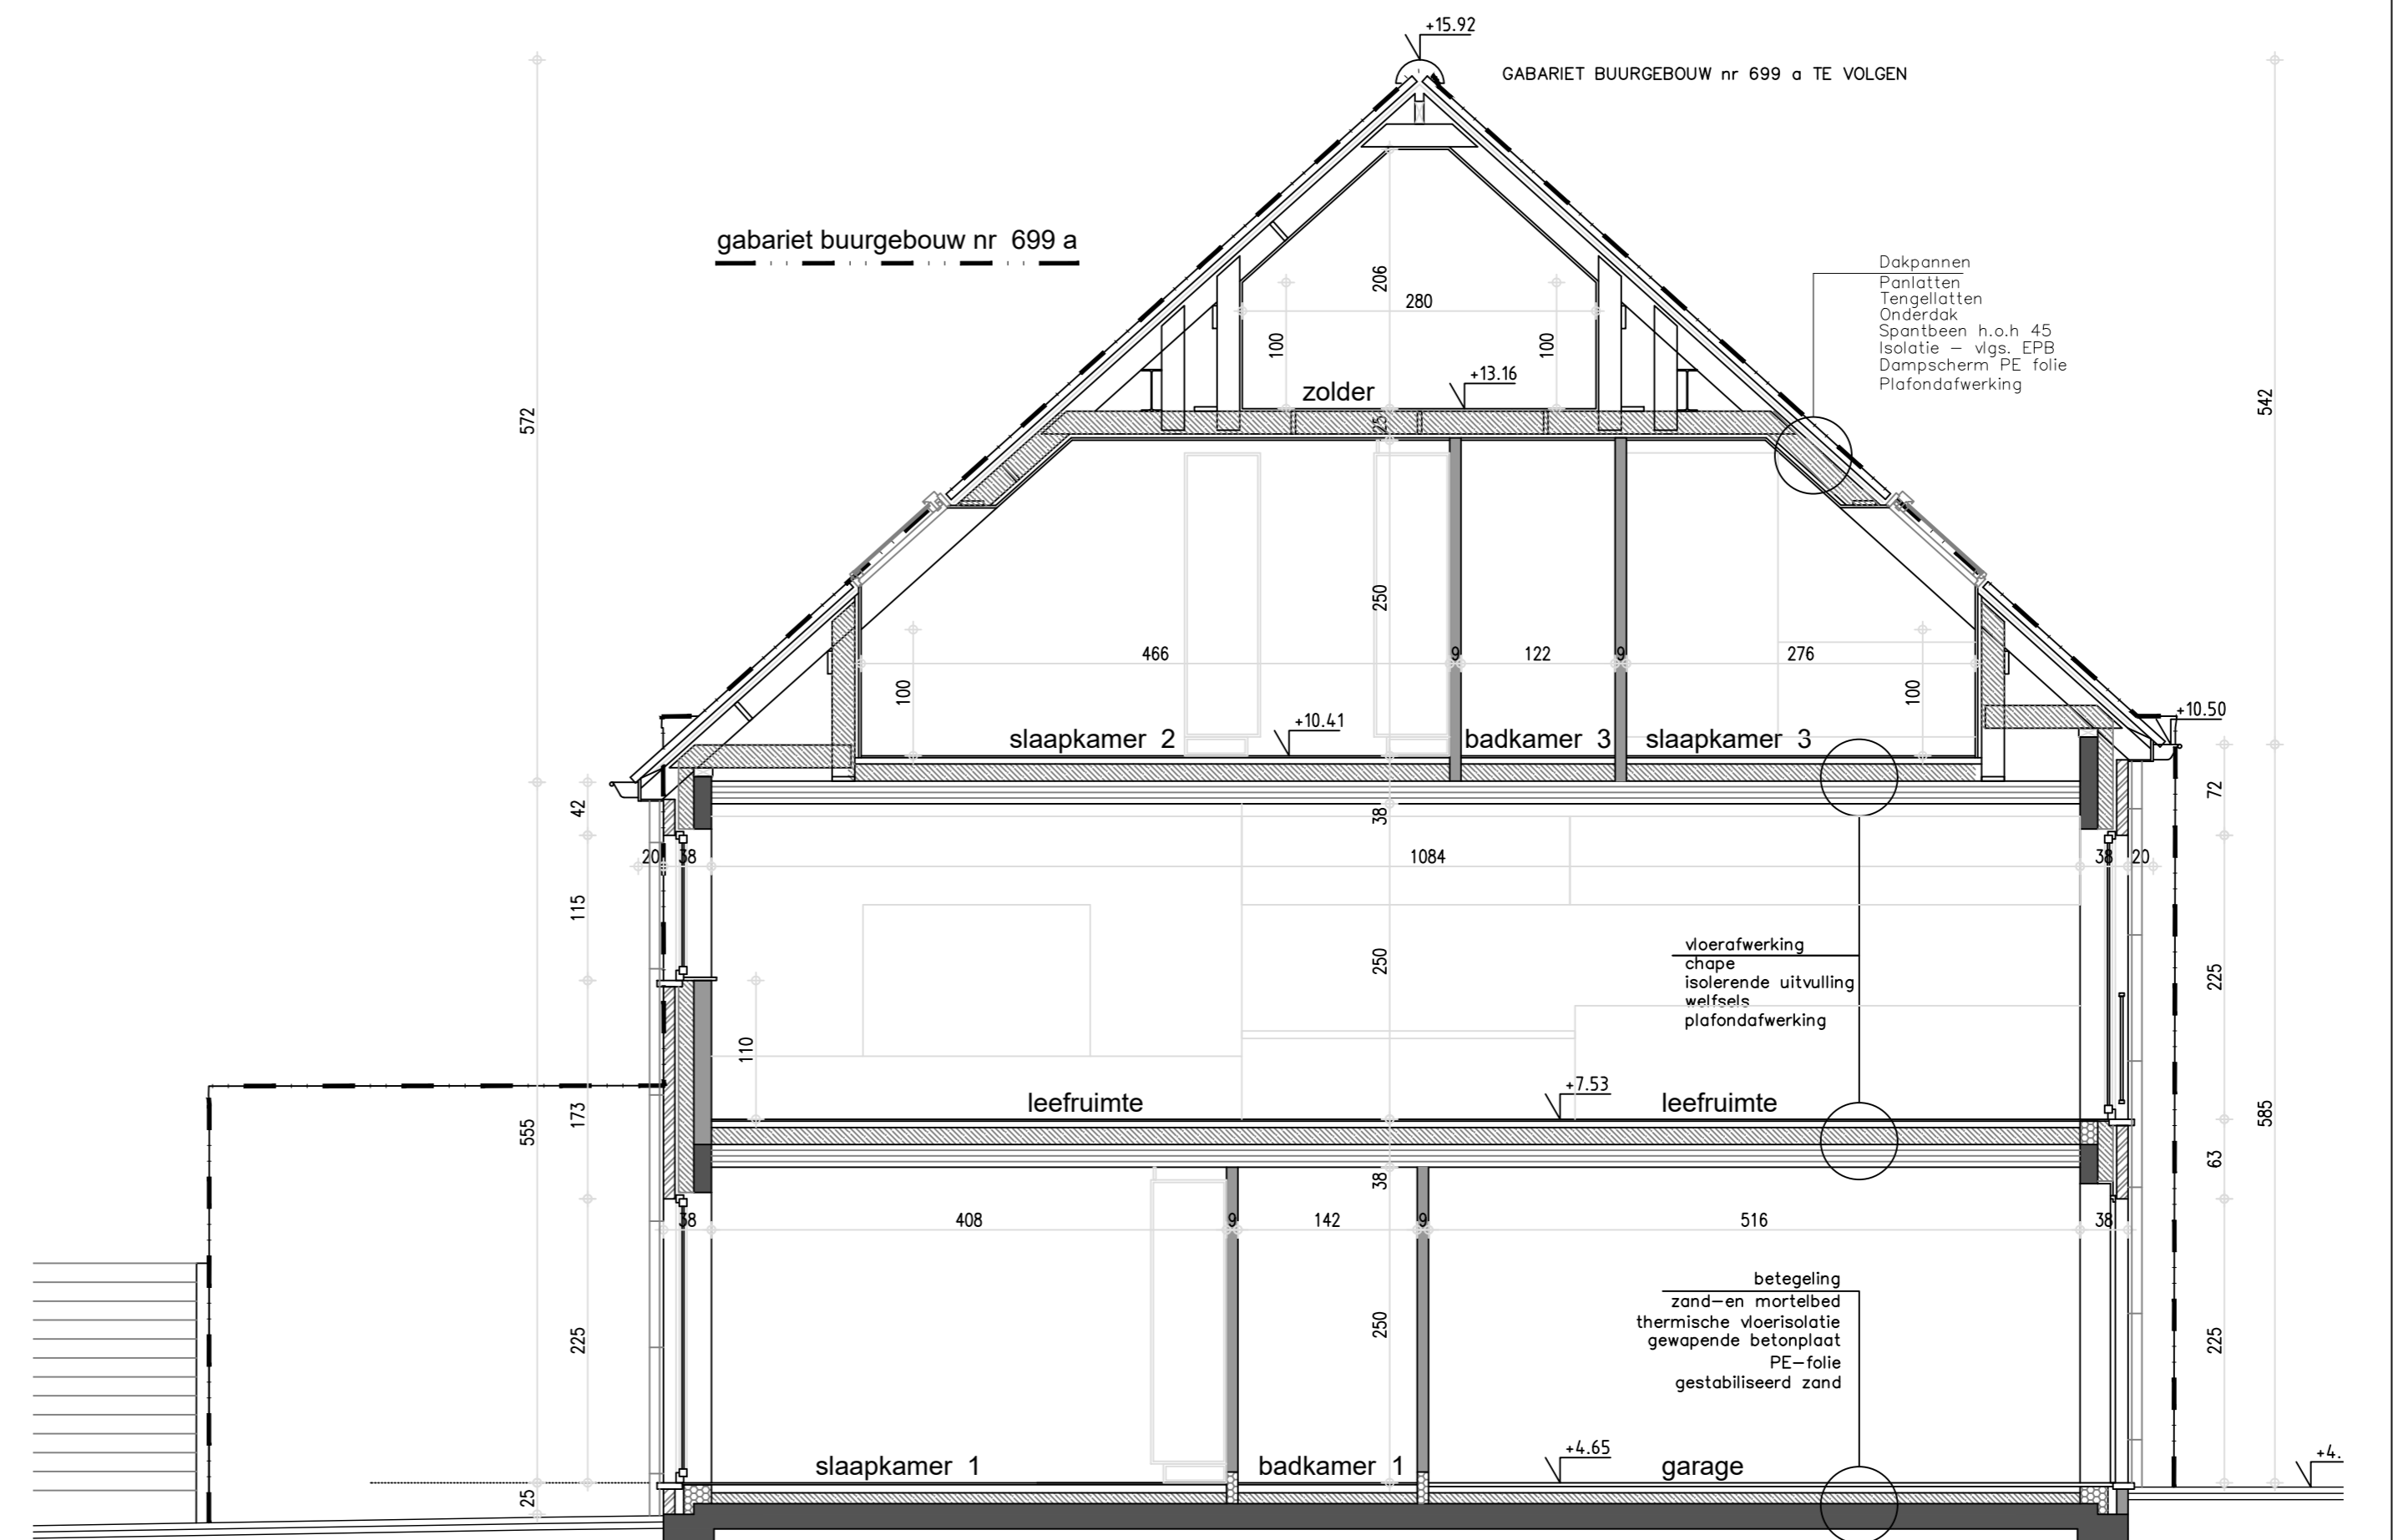 +15.92
GABARIET BUURGEBOUW nr 699 a TE VOLGEN
gabariet buurgebouw nr 699 a
Dakpannen
Panlatten
Tengellatten
Onderdak
Spantbeen h.o.h 45
Isolatie – vlgs. EPB
Dampscherm PE folie
Plafondafwerking
206
280
100
100
zolder
+13.16
25
572
542
250
466
9
122
9
276
100
100
+10.41
slaapkamer 2
badkamer 3
slaapkamer 3
+10.50
42
38
72
20
38
1084
38
20
115
250
225
vloerafwerking
chape
isolerende uitvulling
welfsels
plafondafwerking
110
+7.53
leefruimte
leefruimte
555
173
585
63
38
38
408
9
142
9
516
38
betegeling
zand-en mortelbed
thermische vloerisolatie
gewapende betonplaat
PE-folie
gestabiliseerd zand
225
250
225
+4.65
+4.
slaapkamer 1
badkamer 1
garage
25